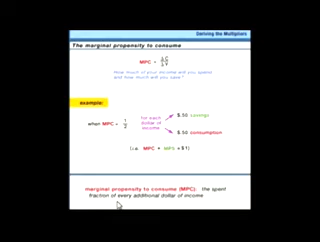 Deriving the Multipliers
The marginal propensity to consume
MPC = ΔC
ΔY
How much of your income will you spend
and how much will you save?
example:
when MPC = 1
2
for each
dollar of
income
$.50 savings
$.50 consumption
(i.e. MPC + MPS = $1)
marginal propensity to consume (MPC): the spent
fraction of every additional dollar of income